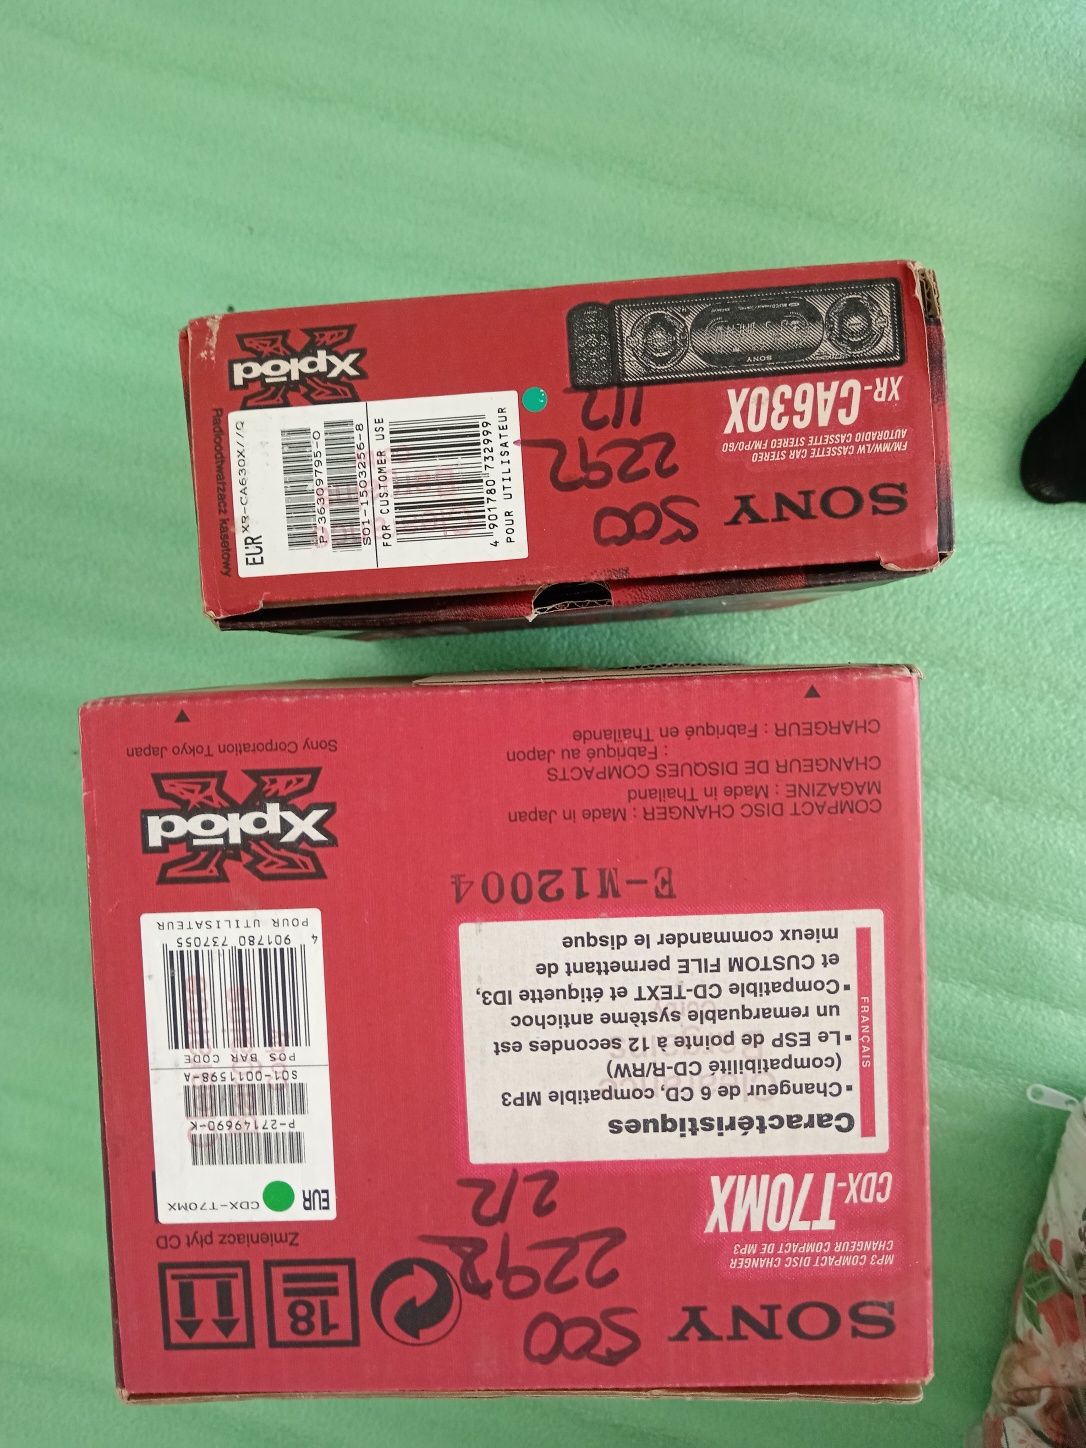 SONY
FM/MW/LW CASSETTE CAR STEREO
AUTORADIO CASSETTE STEREO FM/PO/GO
XR-CA630X
SONY
500
2292
1/2
Xplōd
Radioodtwarzacz kasetowy
EUR XR-CA630X//Q
P-36309795-0
S01-1503256-8
FOR CUSTOMER USE
4 901780 732999
POUR UTILISATEUR
SONY
500
2292
2/2
18
MP3 COMPACT DISC CHANGER
CHANGEUR COMPACT DE MP3
CDX-T70MX
Zmieniacz płyt CD
EUR
CDX-T70MX
P-27149690-K
S01-0011598-A
POS BAR CODE
4 901780 737055
POUR UTILISATEUR
FRANÇAIS
Caractéristiques
▪Changeur de 6 CD, compatible MP3
(compatibilité CD-R/RW)
▪Le ESP de pointe à 12 secondes est
un remarquable système antichoc
▪Compatible CD-TEXT et étiquette ID3,
et CUSTOM FILE permettant de
mieux commander le disque
E-M12004
Xplōd
Sony Corporation Tokyo Japan
COMPACT DISC CHANGER : Made in Japan
MAGAZINE : Made in Thailand
CHANGEUR DE DISQUES COMPACTS
: Fabriqué au Japon
CHARGEUR : Fabriqué en Thaïlande